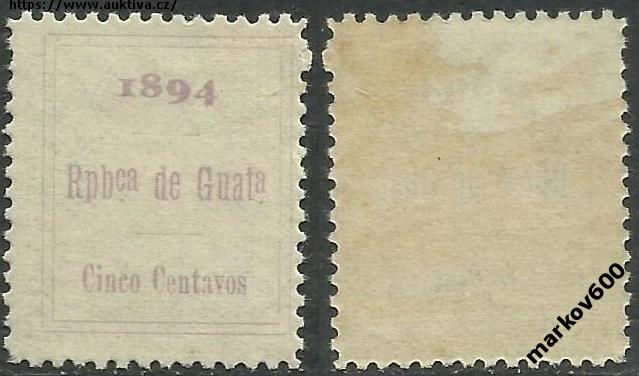 https://www.auktiva.cz/
1894
Rpbca de Guata
Cinco Centavos
markov600